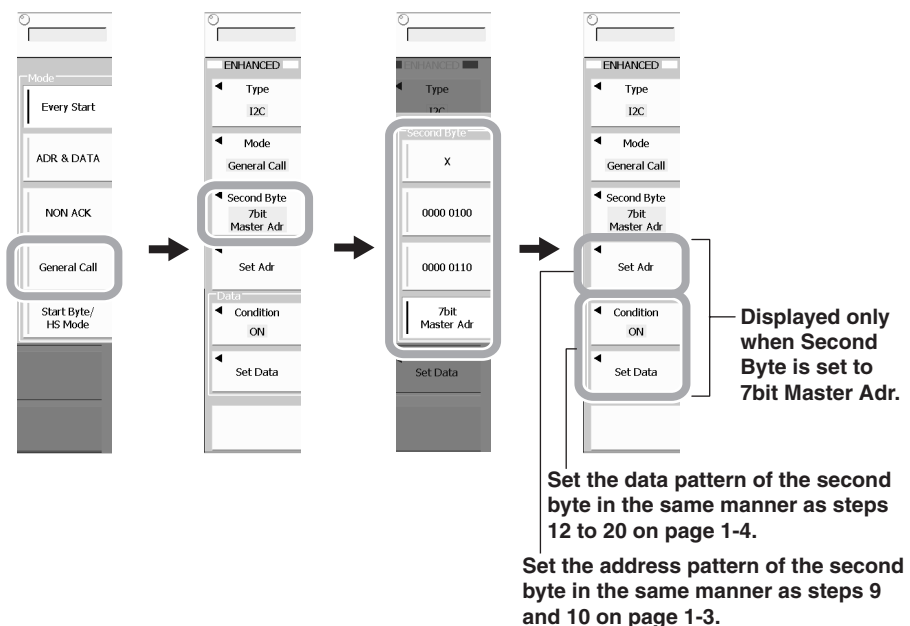 Mode
Every Start
ADR & DATA
NON ACK
General Call
Start Byte/
HS Mode
ENHANCED
Type
I2C
Mode
General Call
Second Byte
7bit
Master Adr
Set Adr
Data
Condition
ON
Set Data
ENHANCED
Type
I2C
Second Byte
X
0000 0100
0000 0110
7bit
Master Adr
Set Data
ENHANCED
Type
I2C
Mode
General Call
Second Byte
7bit
Master Adr
Set Adr
Condition
ON
Set Data
Displayed only
when Second
Byte is set to
7bit Master Adr.
Set the data pattern of the second
byte in the same manner as steps
12 to 20 on page 1-4.
Set the address pattern of the second
byte in the same manner as steps 9
and 10 on page 1-3.